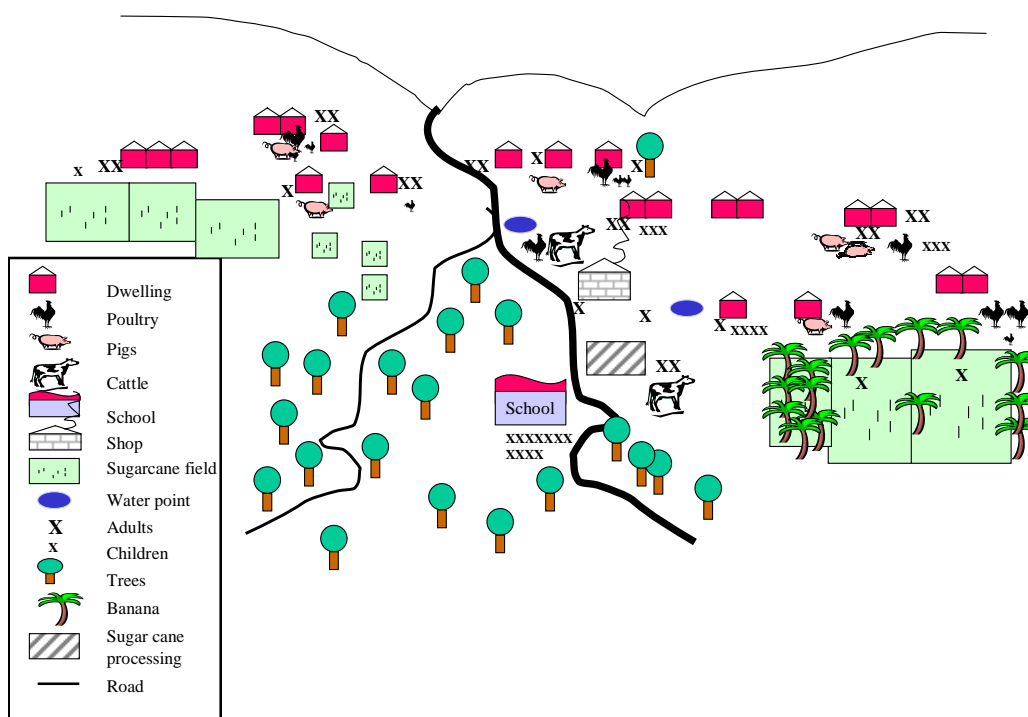 XX
XX
x
XX
X
XX
XX
X
X
XX
xxx
XX
XX
xxx
X
X
X
xxxx
XX
X
X
School
xxxxxxx
xxxx
Dwelling
Poultry
Pigs
Cattle
School
Shop
Sugarcane field
Water point
X
Adults
x
Children
Trees
Banana
Sugar cane
processing
Road